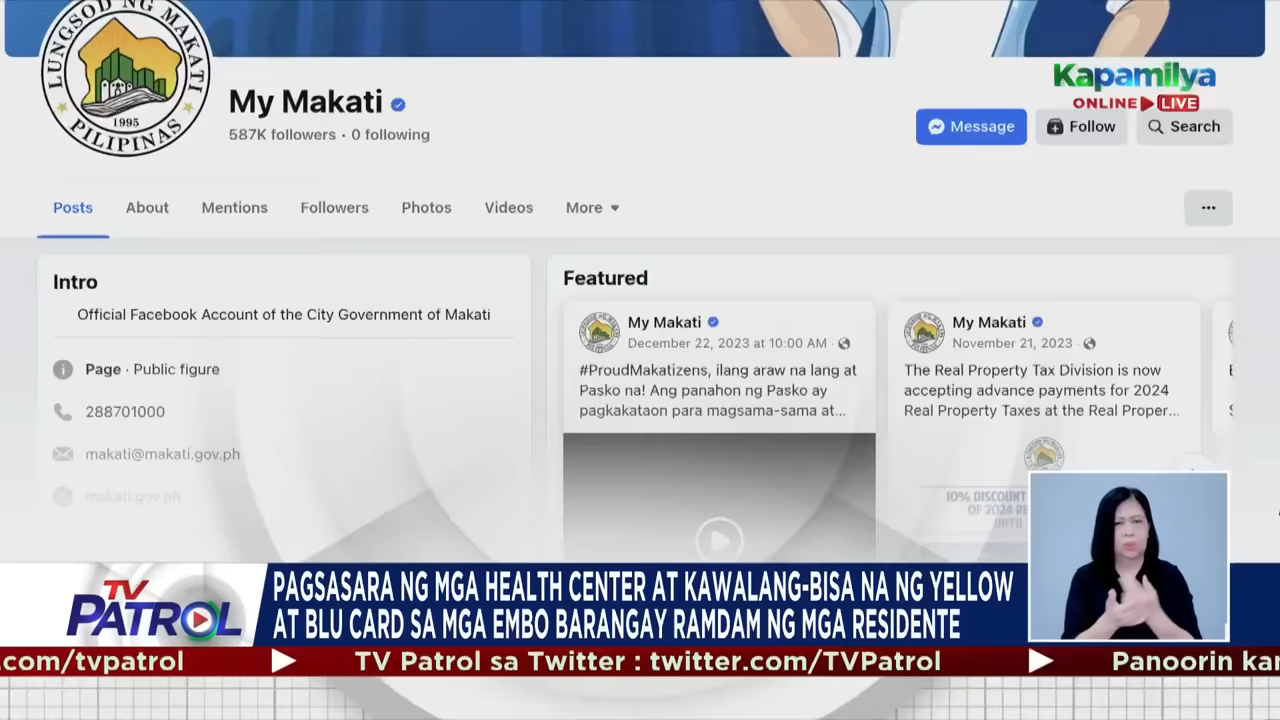 LUNGSOD NG MAKATI
1995
PILIPINAS
My Makati
587K followers · 0 following
Kapamilya
ONLINE LIVE
Message
Follow
Search
Posts
About
Mentions
Followers
Photos
Videos
More
Intro
Official Facebook Account of the City Government of Makati
Page · Public figure
288701000
makati@makati.gov.ph
makati.gov.ph
Featured
My Makati
December 22, 2023 at 10:00 AM ·
#ProudMakatizens, ilang araw na lang at
Pasko na! Ang panahon ng Pasko ay
pagkakataon para magsama-sama at...
My Makati
November 21, 2023 ·
The Real Property Tax Division is now
accepting advance payments for 2024
Real Property Taxes at the Real Proper...
10% DISCOUNT
OF 2024
UNTIL
TV PATROL
PAGSASARA NG MGA HEALTH CENTER AT KAWALANG-BISA NA NG YELLOW
AT BLU CARD SA MGA EMBO BARANGAY RAMDAM NG MGA RESIDENTE
.com/tvpatrol
TV Patrol sa Twitter : twitter.com/TVPatrol
Panoorin